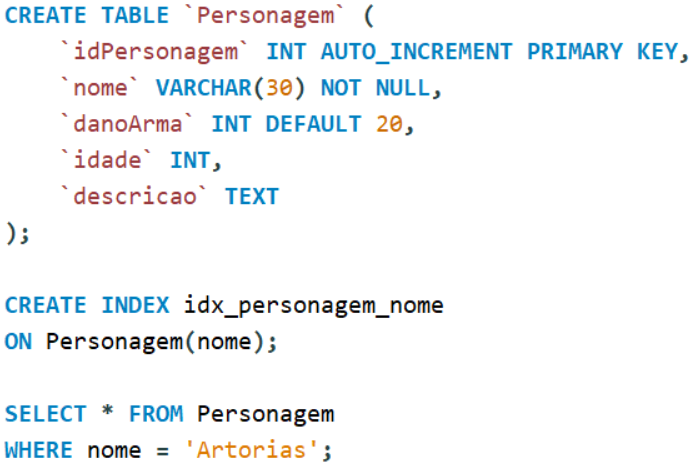 CREATE TABLE `Personagem` (
    `idPersonagem` INT AUTO_INCREMENT PRIMARY KEY,
    `nome` VARCHAR(30) NOT NULL,
    `danoArma` INT DEFAULT 20,
    `idade` INT,
    `descricao` TEXT
);

CREATE INDEX idx_personagem_nome
ON Personagem(nome);

SELECT * FROM Personagem
WHERE nome = 'Artorias';